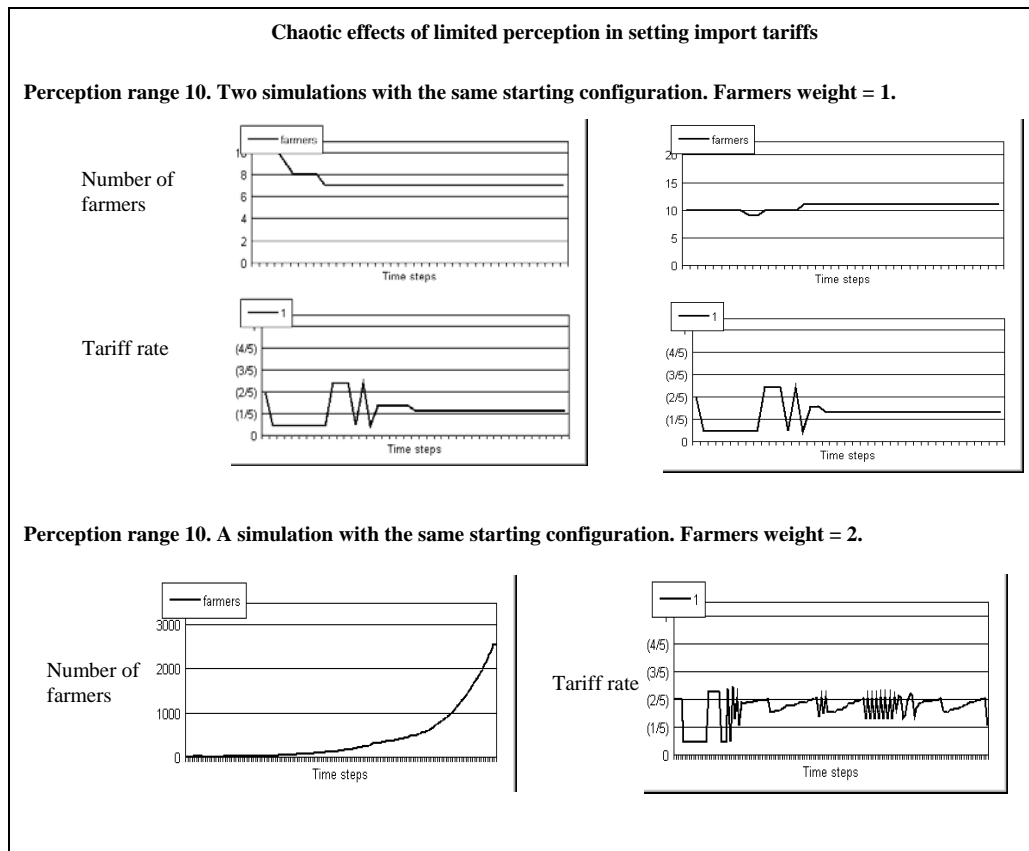 Chaotic effects of limited perception in setting import tariffs
Perception range 10. Two simulations with the same starting configuration. Farmers weight = 1.
Number of
farmers
farmers
10
8
6
4
2
0
Time steps
farmers
20
15
10
5
0
Time steps
Tariff rate
1
(4/5)
(3/5)
(2/5)
(1/5)
0
Time steps
1
(4/5)
(3/5)
(2/5)
(1/5)
0
Time steps
Perception range 10. A simulation with the same starting configuration. Farmers weight = 2.
Number of
farmers
farmers
3000
2000
1000
0
Time steps
Tariff rate
1
(4/5)
(3/5)
(2/5)
(1/5)
0
Time steps